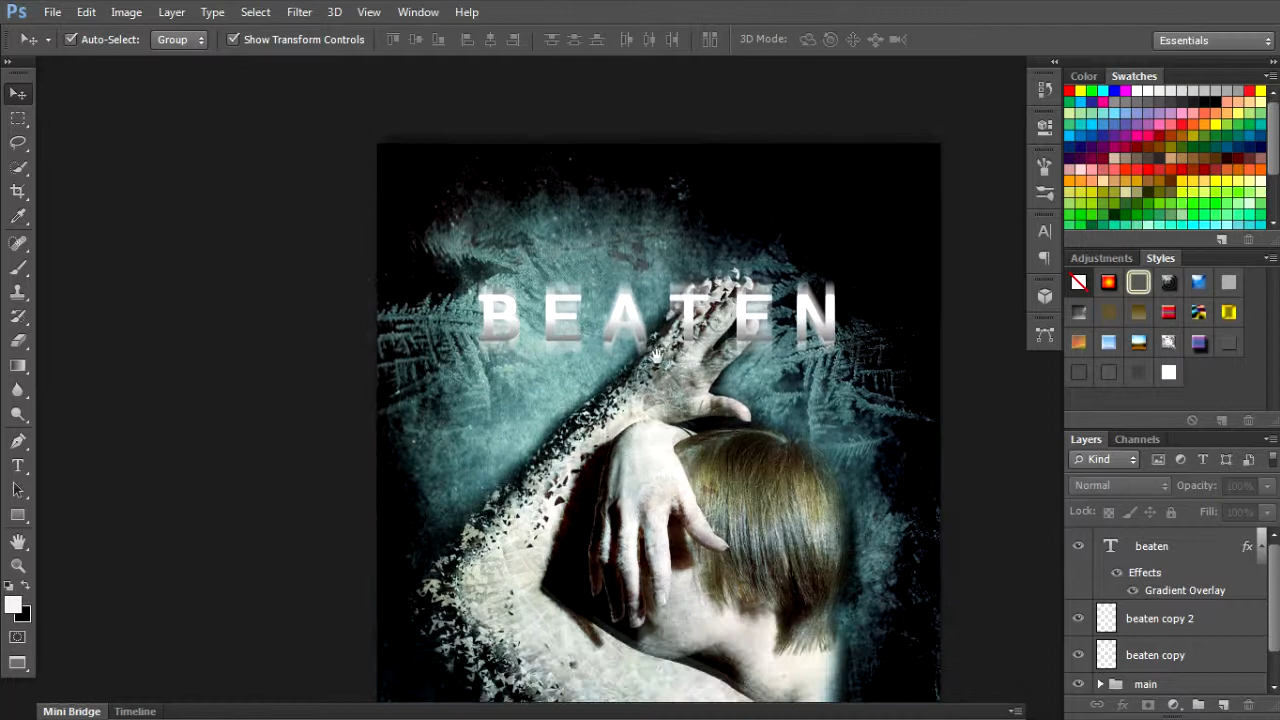 Ps File Edit Image Layer Type Select Filter 3D View Window Help
Auto-Select: Group Show Transform Controls 3D Mode: Essentials
Color Swatches
BEATEN
Adjustments Styles
Layers Channels
Kind
Normal Opacity: 100%
Lock: Fill: 100%
T beaten fx
Effects
Gradient Overlay
beaten copy 2
beaten copy
main
Mini Bridge Timeline